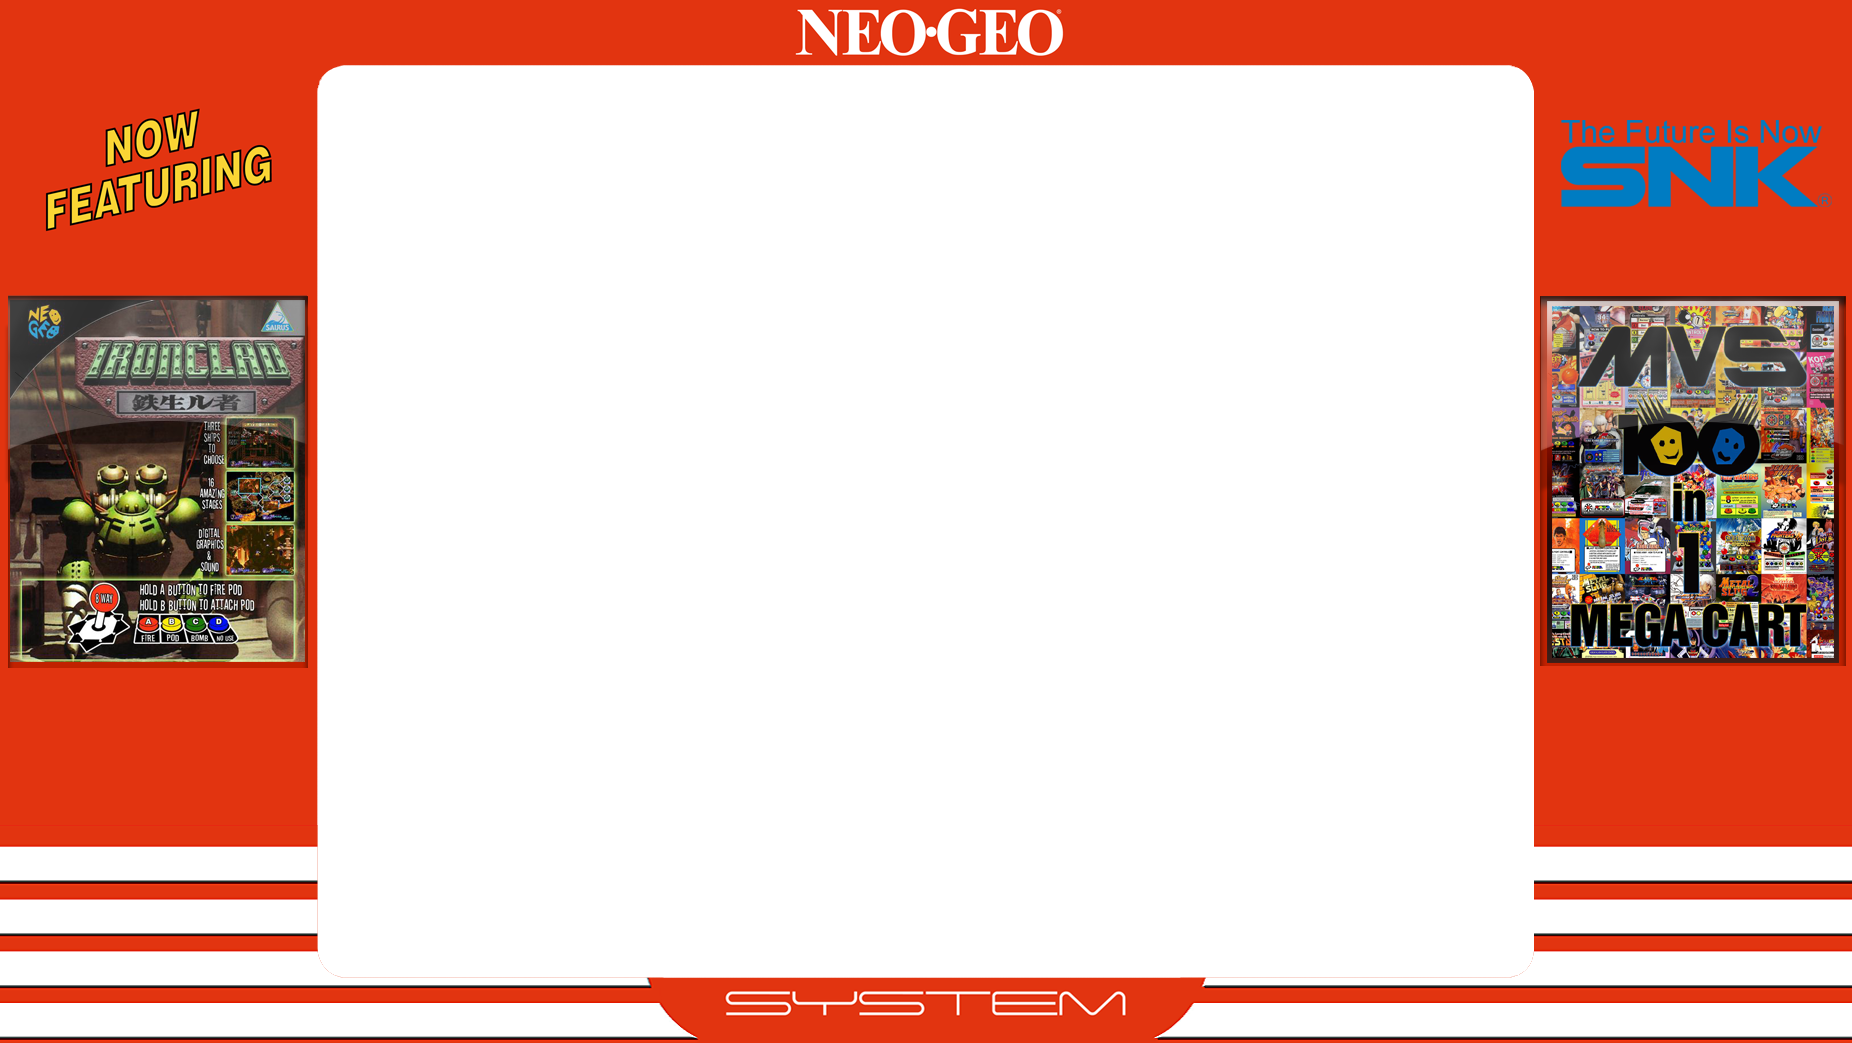 NEO•GEO®
NOW
FEATURING
The Future Is Now
SNK®
NEO
GEO
SAURUS
IRONCLAD
鉄生ル者
THREE
SHIPS
TO
CHOOSE
16
AMAZING
STAGES
DIGITAL
GRAPHICS
&
SOUND
HOLD A BUTTON TO FIRE POD
HOLD B BUTTON TO ATTACH POD
8 WAY
A B C D
FIRE POD BOMB NO USE
MVS
100
in
1
MEGA CART
SYSTEM